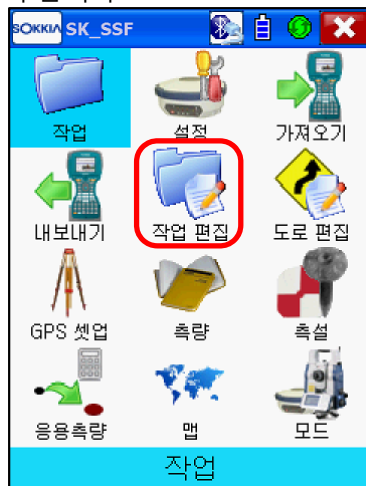 SOKKIA SK_SSF
작업 설정 가져오기
내보내기 작업 편집 도로 편집
GPS 셋업 측량 측설
응용측량 맵 모드
작업